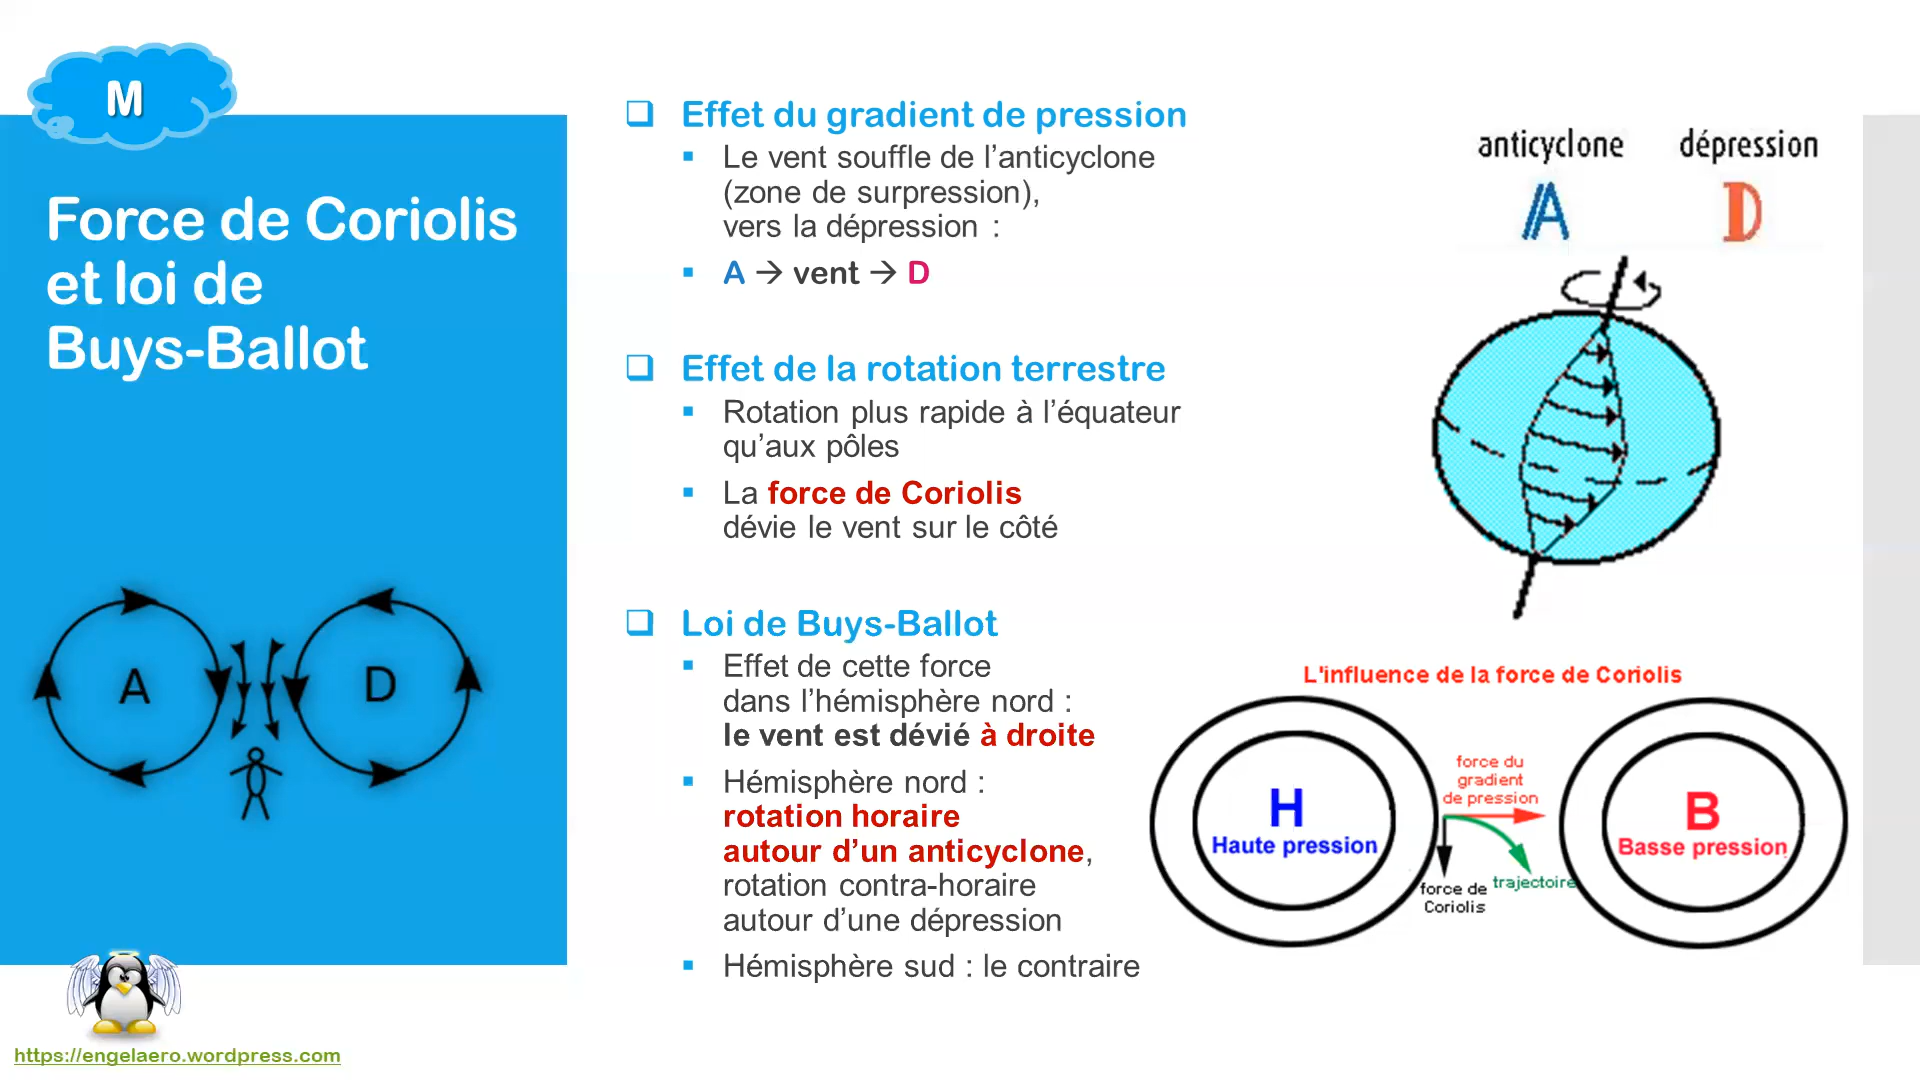 M
Force de Coriolis
et loi de
Buys-Ballot
A
D
https://engelaero.wordpress.com
❑ Effet du gradient de pression
▪ Le vent souffle de l’anticyclone
(zone de surpression),
vers la dépression :
▪ A → vent → D
❑ Effet de la rotation terrestre
▪ Rotation plus rapide à l’équateur
qu’aux pôles
▪ La force de Coriolis
dévie le vent sur le côté
❑ Loi de Buys-Ballot
▪ Effet de cette force
dans l’hémisphère nord :
le vent est dévié à droite
▪ Hémisphère nord :
rotation horaire
autour d’un anticyclone,
rotation contra-horaire
autour d’une dépression
▪ Hémisphère sud : le contraire
anticyclone dépression
A D
L'influence de la force de Coriolis
H
Haute pression
force du
gradient
de pression
force de
Coriolis
trajectoire
B
Basse pression